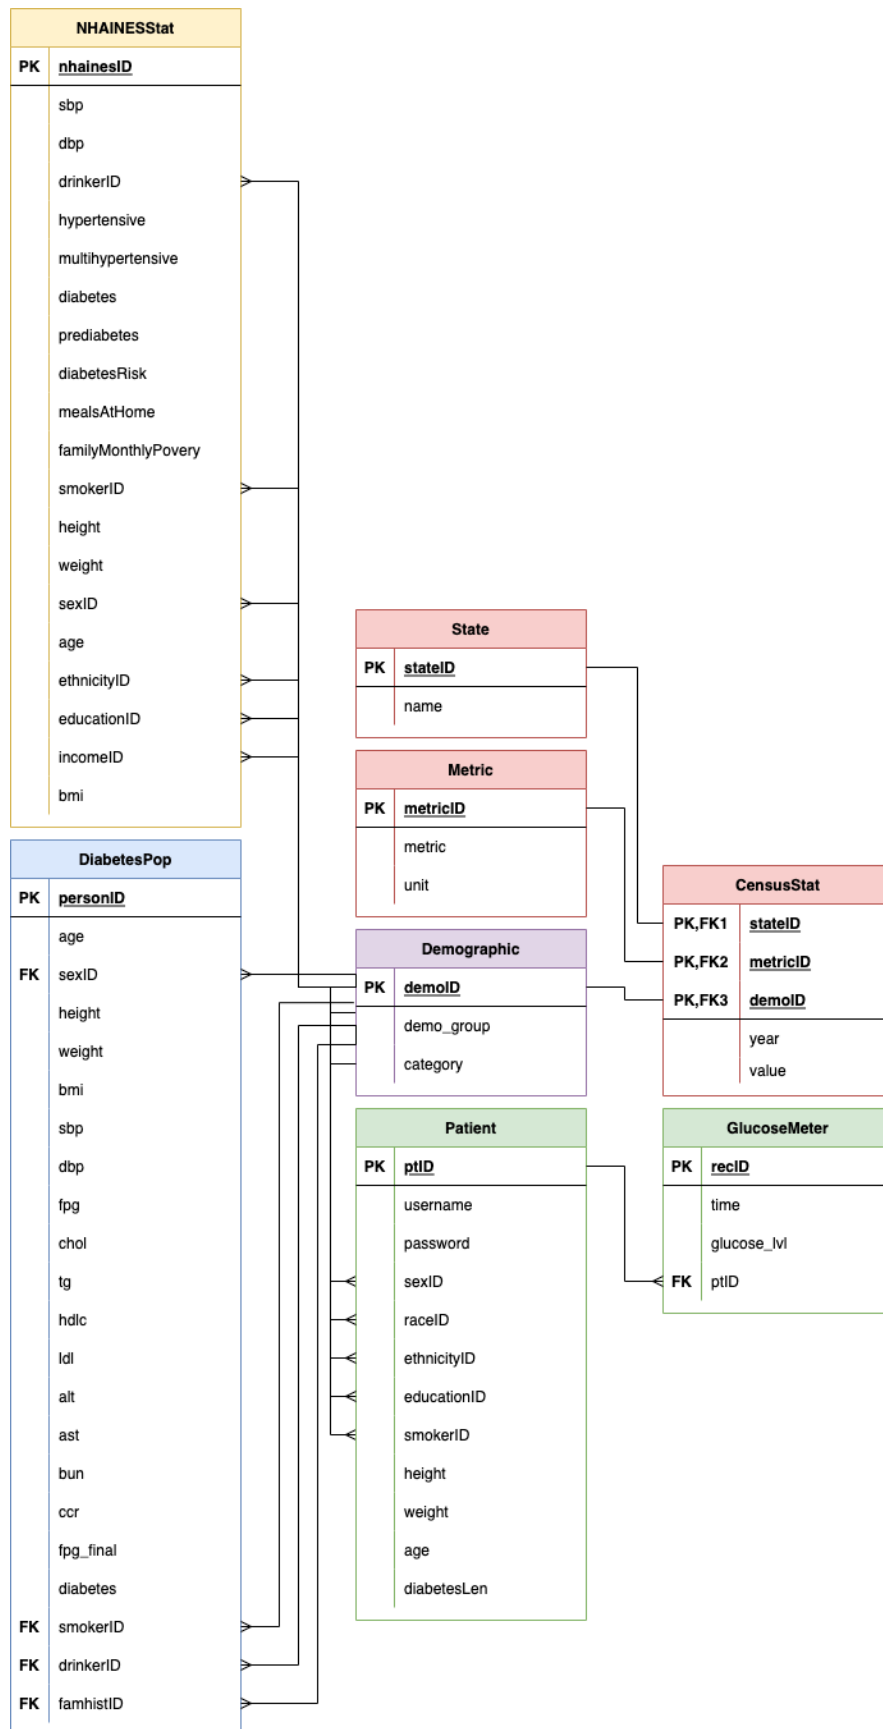 NHAINESStat
PK nhainesID
sbp
dbp
drinkerID
hypertensive
multihypertensive
diabetes
prediabetes
diabetesRisk
mealsAtHome
familyMonthlyPovery
smokerID
height
weight
sexID
age
ethnicityID
educationID
incomeID
bmi
DiabetesPop
PK personID
age
FK sexID
height
weight
bmi
sbp
dbp
fpg
chol
tg
hdlc
ldl
alt
ast
bun
ccr
fpg_final
diabetes
FK smokerID
FK drinkerID
FK famhistID
State
PK stateID
name
Metric
PK metricID
metric
unit
Demographic
PK demoID
demo_group
category
Patient
PK ptID
username
password
sexID
raceID
ethnicityID
educationID
smokerID
height
weight
age
diabetesLen
CensusStat
PK,FK1 stateID
PK,FK2 metricID
PK,FK3 demoID
year
value
GlucoseMeter
PK recID
time
glucose_lvl
FK ptID